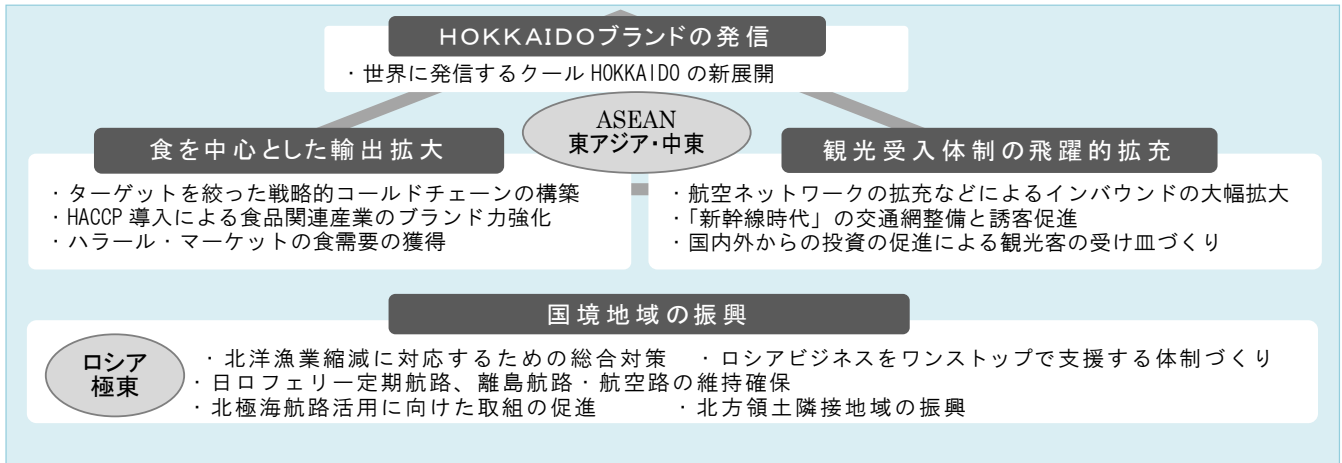 HOKKAIDOブランドの発信
・世界に発信するクール HOKKAIDO の新展開
ASEAN
東アジア・中東
食を中心とした輸出拡大
・ターゲットを絞った戦略的コールドチェーンの構築
・HACCP 導入による食品関連産業のブランド力強化
・ハラール・マーケットの食需要の獲得
観光受入体制の飛躍的拡充
・航空ネットワークの拡充などによるインバウンドの大幅拡大
・「新幹線時代」の交通網整備と誘客促進
・国内外からの投資の促進による観光客の受け皿づくり
国境地域の振興
ロシア
極東
・北洋漁業縮減に対応するための総合対策 ・ロシアビジネスをワンストップで支援する体制づくり
・日ロフェリー定期航路、離島航路・航空路の維持確保
・北極海航路活用に向けた取組の促進 ・北方領土隣接地域の振興